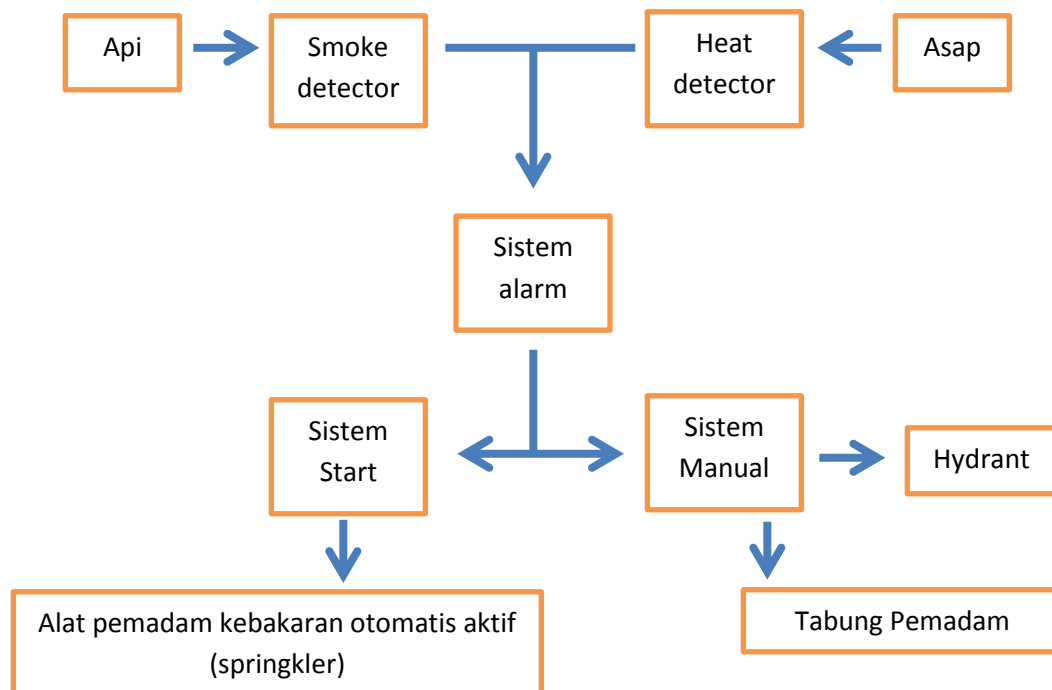 Api
Smoke
detector
Heat
detector
Asap
Sistem
alarm
Sistem
Start
Sistem
Manual
Hydrant
Alat pemadam kebakaran otomatis aktif
(springkler)
Tabung Pemadam